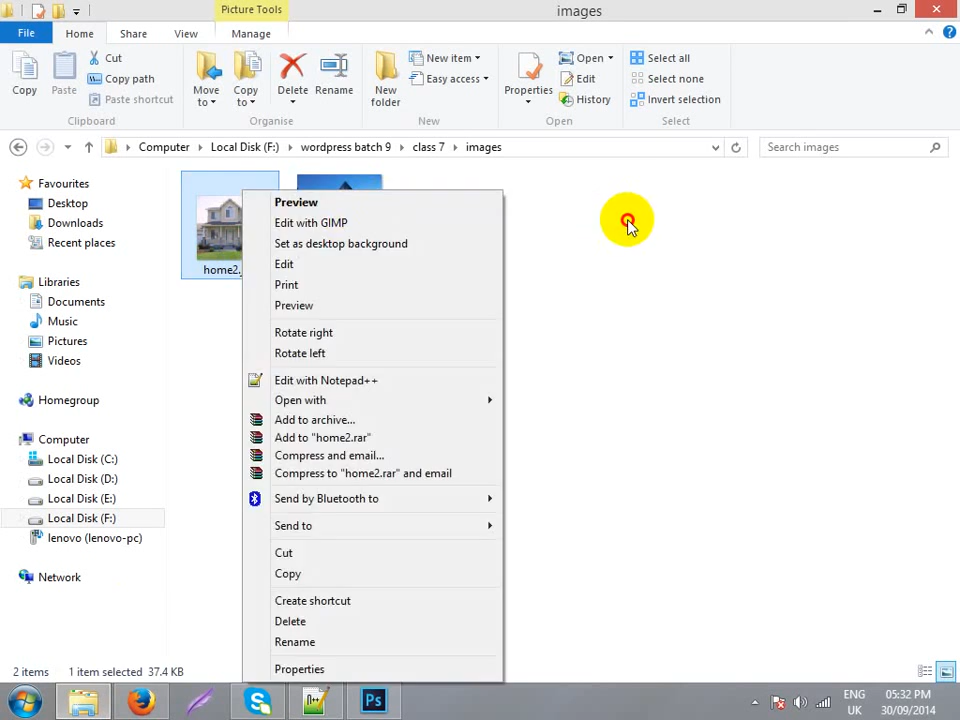 Picture Tools
images
File
Home
Share
View
Manage
Copy
Paste
Cut
Copy path
Paste shortcut
Clipboard
Move to
Copy to
Delete
Rename
Organise
New folder
New item
Easy access
New
Properties
Open
Edit
History
Open
Select all
Select none
Invert selection
Select
Computer
Local Disk (F:)
wordpress batch 9
class 7
images
Search images
Favourites
Desktop
Downloads
Recent places
Libraries
Documents
Music
Pictures
Videos
Homegroup
Computer
Local Disk (C:)
Local Disk (D:)
Local Disk (E:)
Local Disk (F:)
lenovo (lenovo-pc)
Network
home2.
Preview
Edit with GIMP
Set as desktop background
Edit
Print
Preview
Rotate right
Rotate left
Edit with Notepad++
Open with
Add to archive...
Add to "home2.rar"
Compress and email...
Compress to "home2.rar" and email
Send by Bluetooth to
Send to
Cut
Copy
Create shortcut
Delete
Rename
Properties
2 items
1 item selected 37.4 KB
Ps
ENG
UK
05:32 PM
30/09/2014